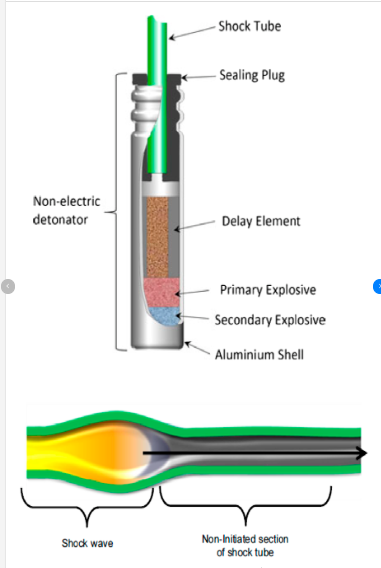 Shock Tube
Sealing Plug
Non-electric
detonator
Delay Element
Primary Explosive
Secondary Explosive
Aluminium Shell
Shock wave
Non-Initiated section
of shock tube